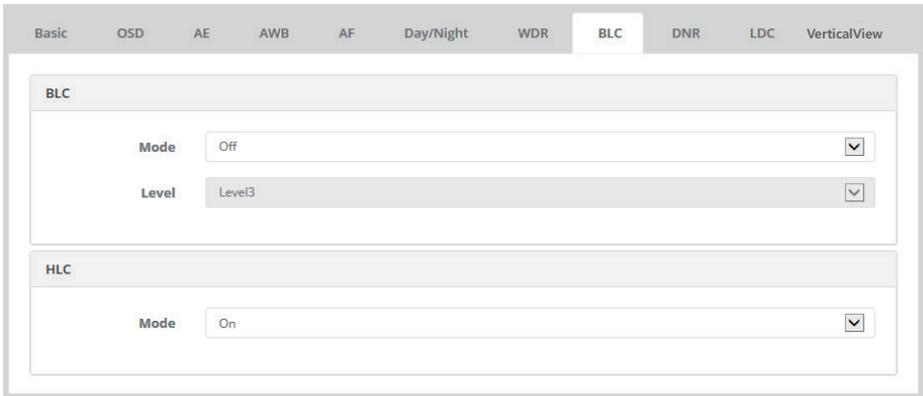 Basic OSD AE AWB AF Day/Night WDR BLC DNR LDC VerticalView
BLC
Mode Off
Level Level3
HLC
Mode On